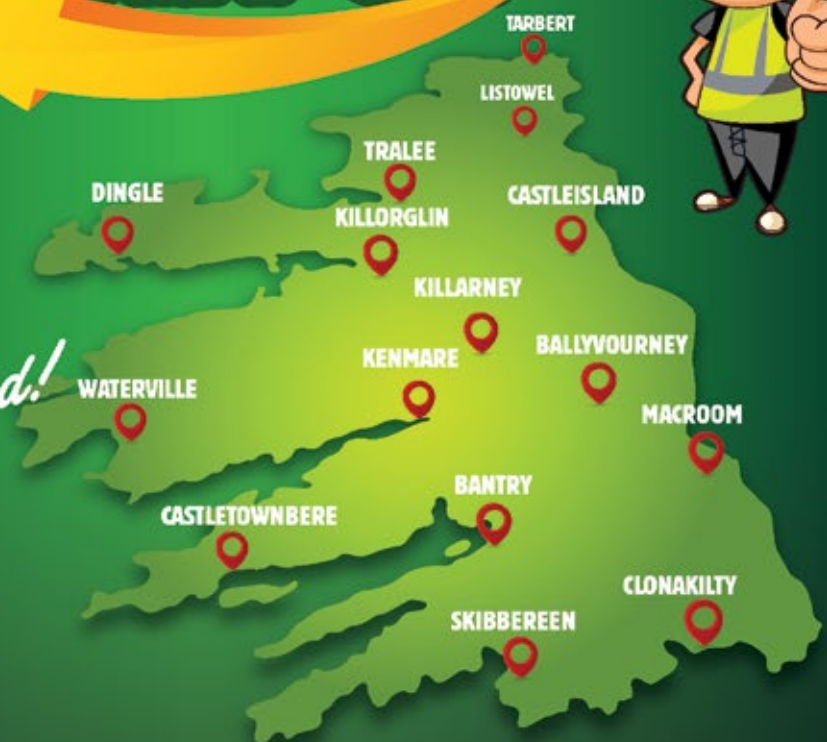 TARBERT
LISTOWEL
TRALEE
DINGLE
CASTLEISLAND
KILLORGLIN
KILLARNEY
BALLYVOURNEY
KENMARE
d!
WATERVILLE
MACROOM
BANTRY
CASTLETOWNBERE
CLONAKILTY
SKIBBEREEN